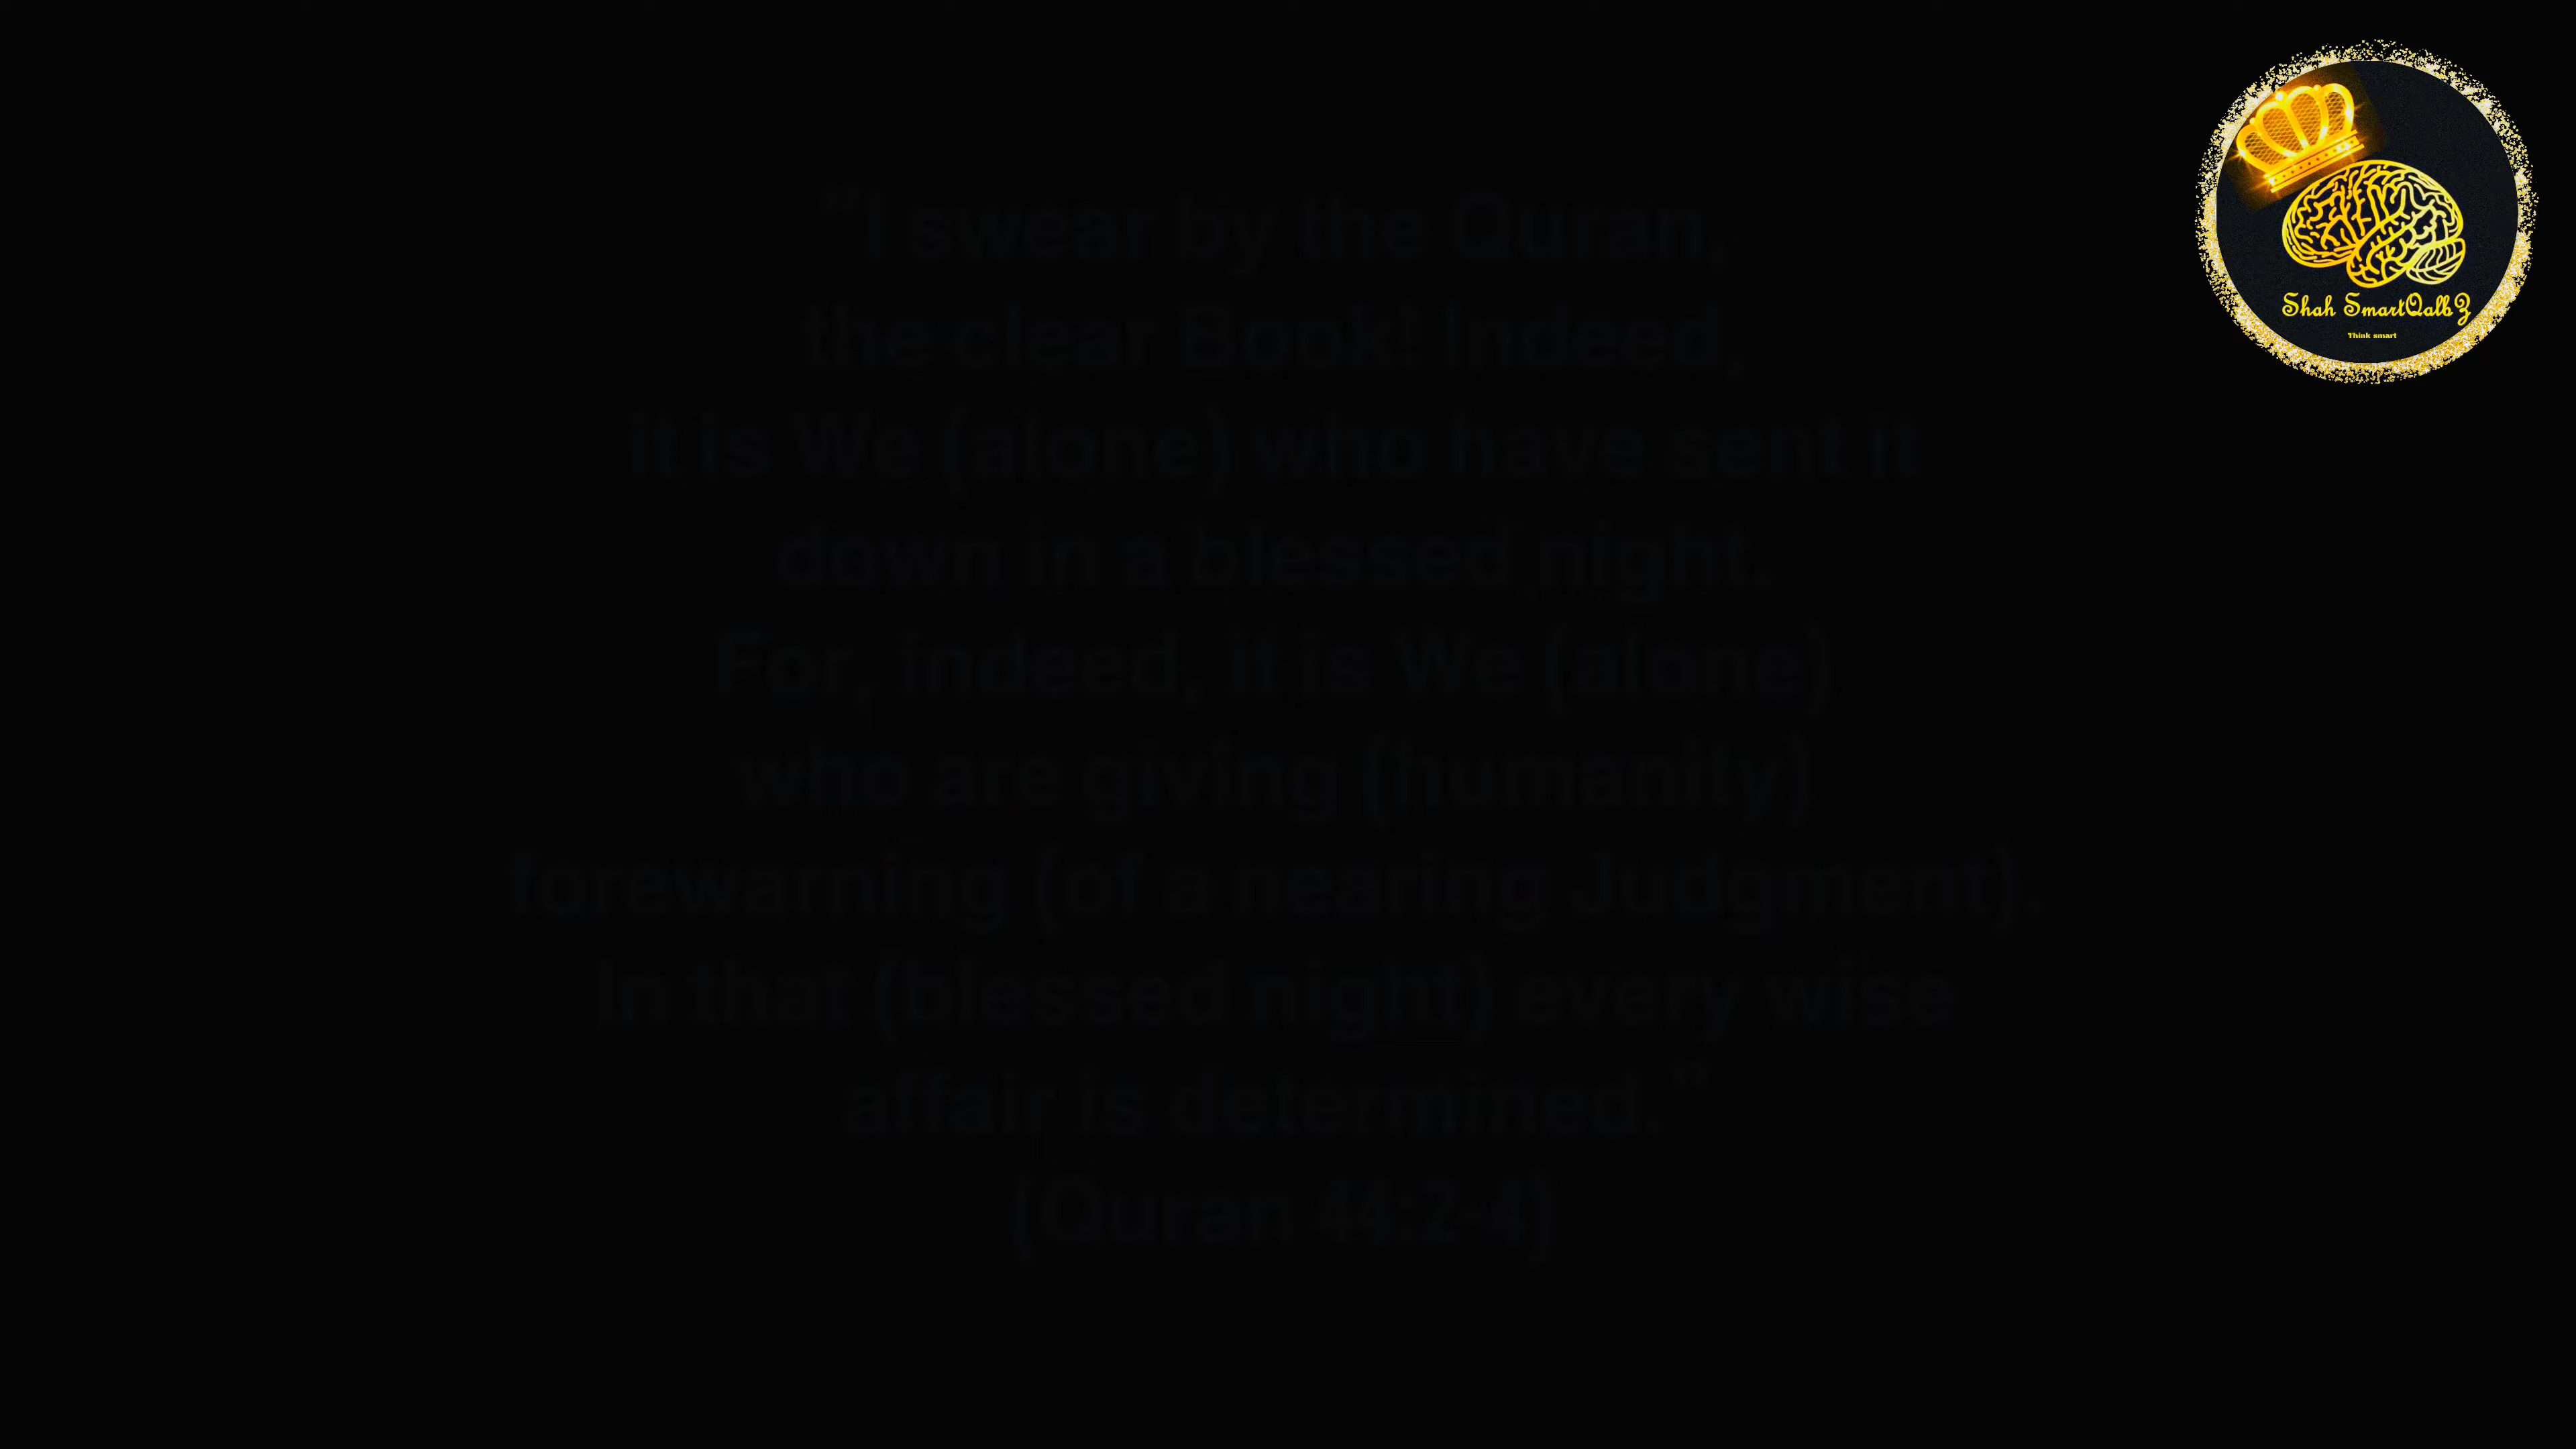 "I swear by the Quran,
the clear Book! Indeed,
it is We (alone) who have sent it
down in a blessed night.
For, indeed, it is We (alone)
who are giving (humanity)
forewarning (of a nearing Judgment).
In that (blessed night) every wise
affair is determined."
(Quran 44:2-4)
Shah SmartQalbZ
Think smart